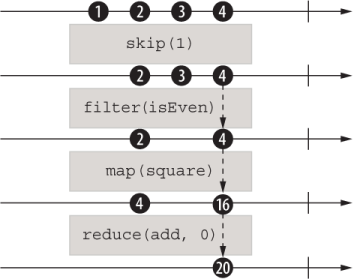 1 2 3 4
skip(1)
2 3 4
filter(isEven)
2 4
map(square)
4 16
reduce(add, 0)
20